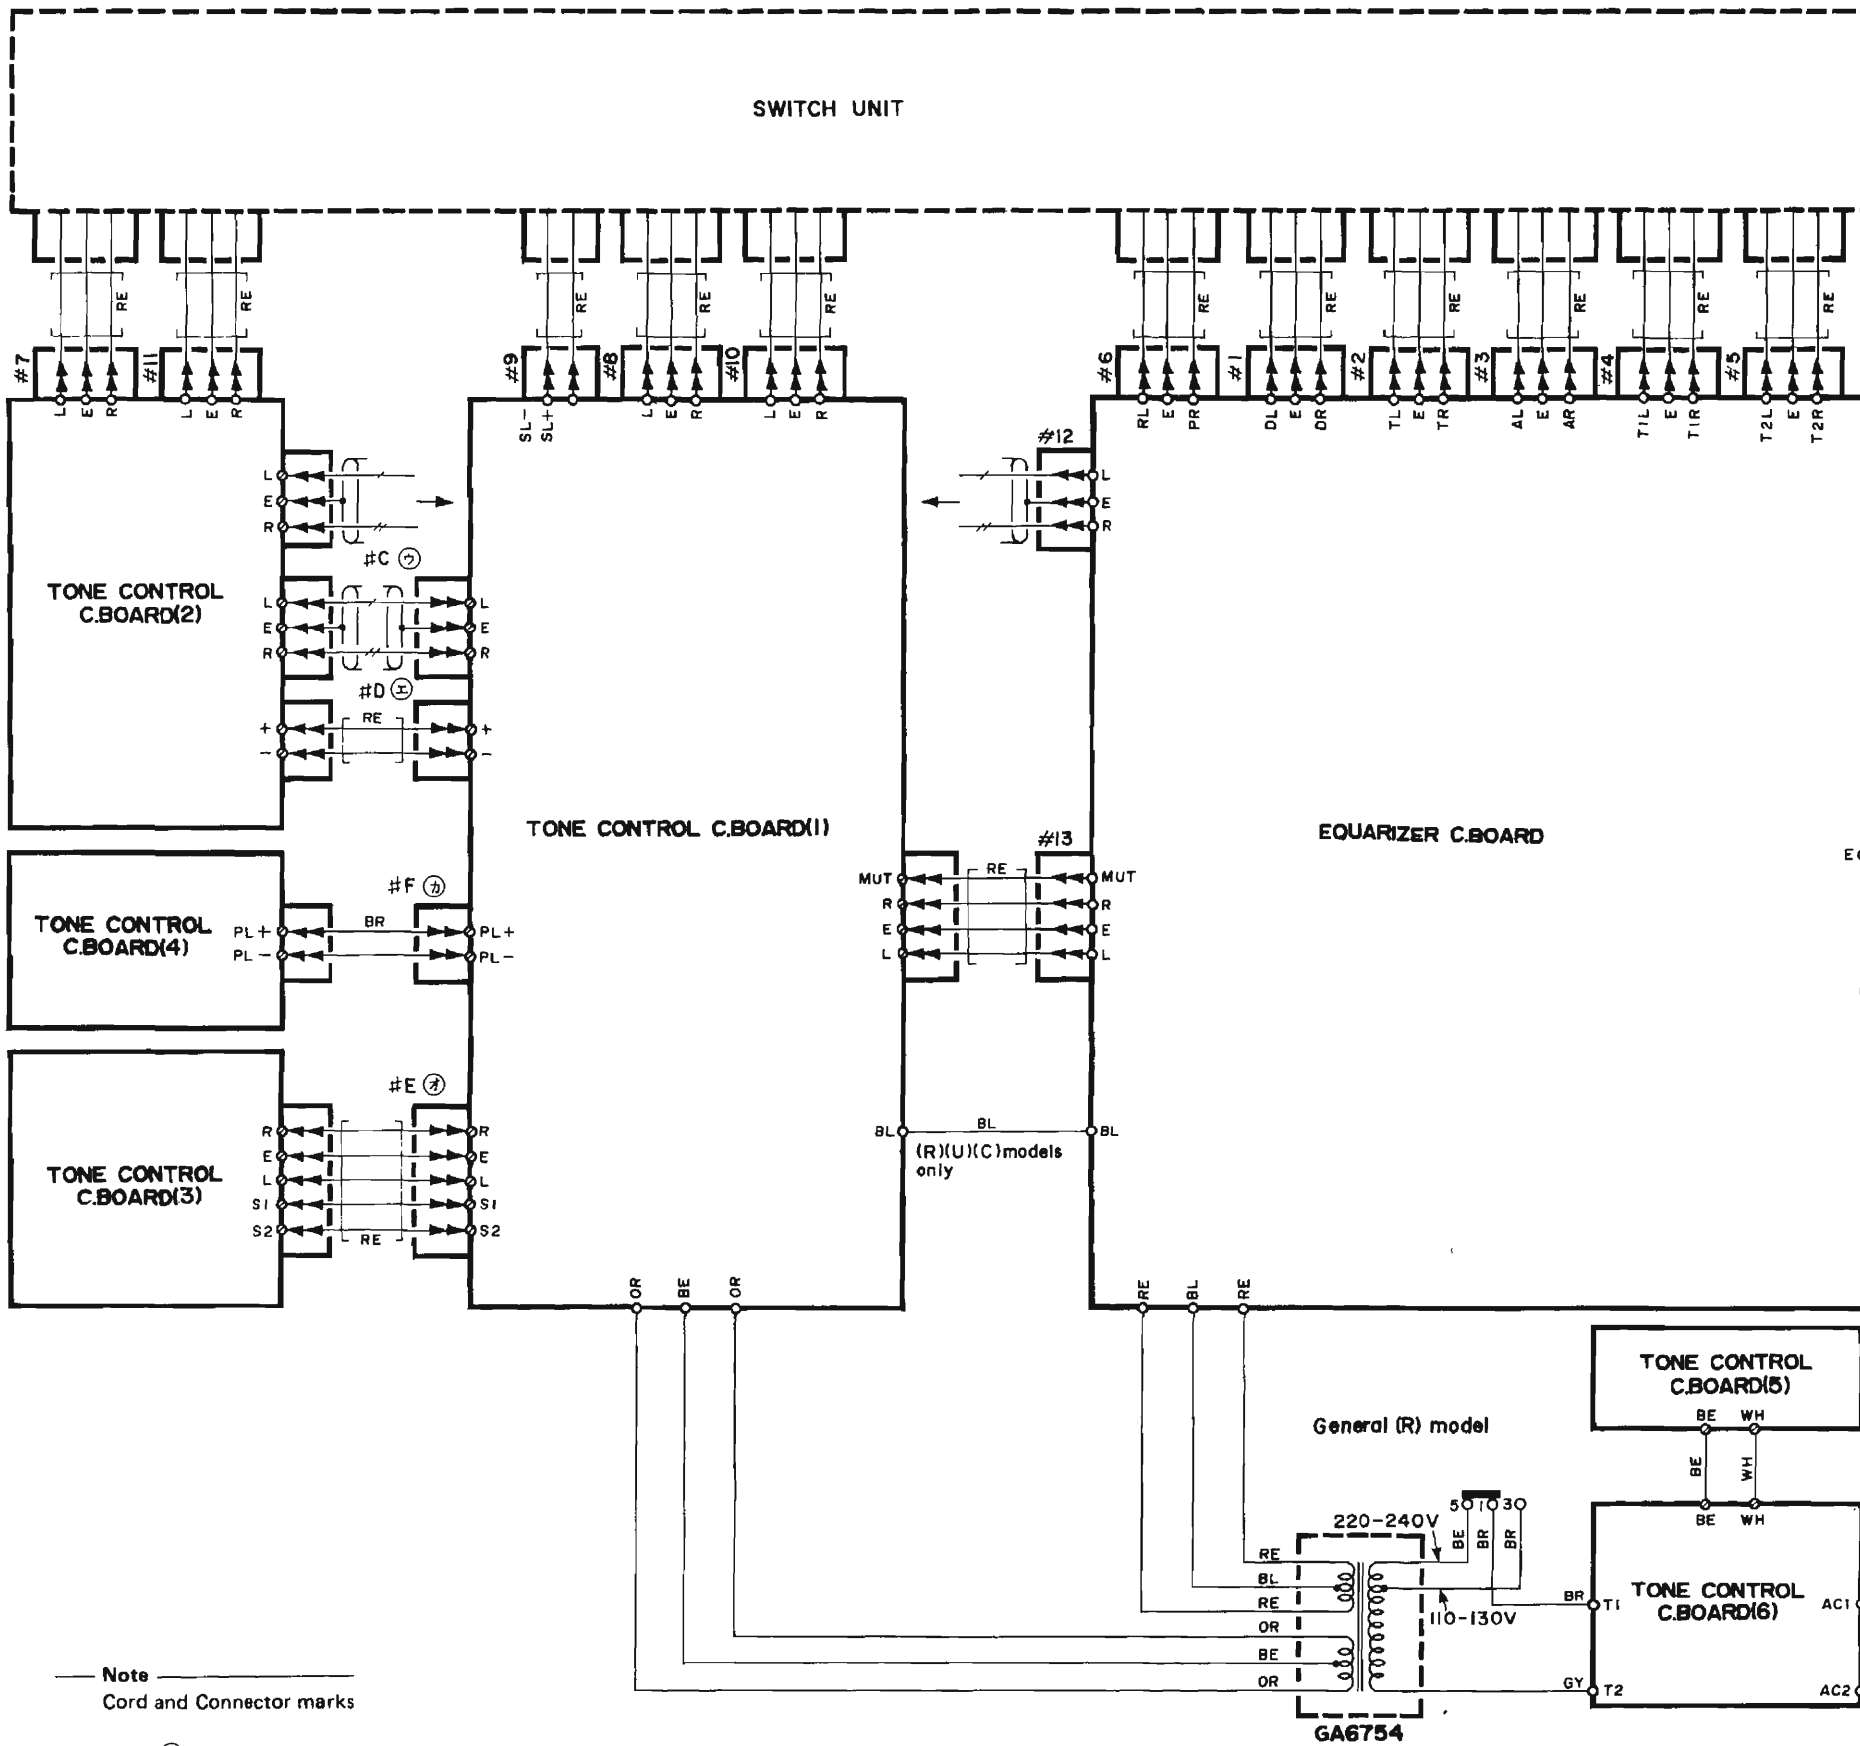 SWITCH UNIT
RE RE RE RE RE RE RE RE RE RE RE
#7 #11 #9 #8 #10 #6 #1 #2 #3 #4 #5
L E R L E R SL- SL+ L E R L E R RL E PR DL E DR TL E TR AL E AR T1L E T1R T2L E T2R
#12
L L
E E
R R
#C ウ
TONE CONTROL
C.BOARD(2)
L L
E E
R R
#D エ
RE
+ +
- -
TONE CONTROL C.BOARD(1)
EQUARIZER C.BOARD
#13
RE
MUT MUT
R R
E E
L L
#F カ
TONE CONTROL
C.BOARD(4)
BR
PL+ PL+
PL- PL-
#E オ
TONE CONTROL
C.BOARD(3)
R R
E E
L L
S1 S1
S2 S2
RE
BL BL BL
(R)(U)(C)models
only
OR BE OR
RE BL RE
TONE CONTROL
C.BOARD(5)
BE WH
BE WH
BE WH
General (R) model
5 1 3
220-240V
BE BR BR
RE
BL
RE
OR
BE
OR
110-130V
BR T1
GY T2
TONE CONTROL
C.BOARD(6)
AC1
AC2
GA6754
Note
Cord and Connector marks